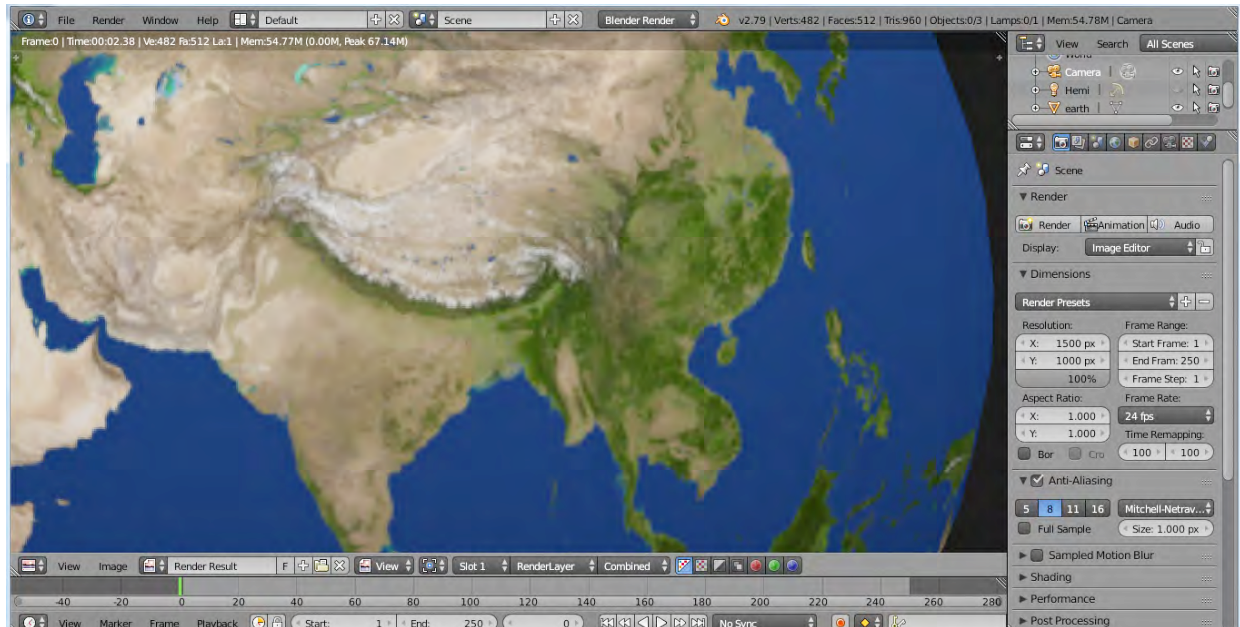 File Render Window Help Default Scene Blender Render v2.79 | Verts:482 | Faces:512 | Tris:960 | Objects:0/3 | Lamps:0/1 | Mem:54.78M | Camera
Frame:0 | Time:00:02.38 | Ve:482 Fa:512 La:1 | Mem:54.77M (0.00M, Peak 67.14M)
View Search All Scenes
Camera
Hemi
earth
Scene
Render
Render Animation Audio
Display: Image Editor
Dimensions
Render Presets
Resolution: Frame Range:
X: 1500 px Start Frame: 1
Y: 1000 px End Fram: 250
100% Frame Step: 1
Aspect Ratio: Frame Rate:
X: 1.000 24 fps
Y: 1.000 Time Remapping:
Bor Cro 100 100
Anti-Aliasing
5 8 11 16 Mitchell-Netrav...
Full Sample Size: 1.000 px
Sampled Motion Blur
Shading
Performance
Post Processing
View Image Render Result F View Slot 1 RenderLayer Combined
-40 -20 0 20 40 60 80 100 120 140 160 180 200 220 240 260 280
View Marker Frame Playback Start: 1 End: 250 0 No Sync